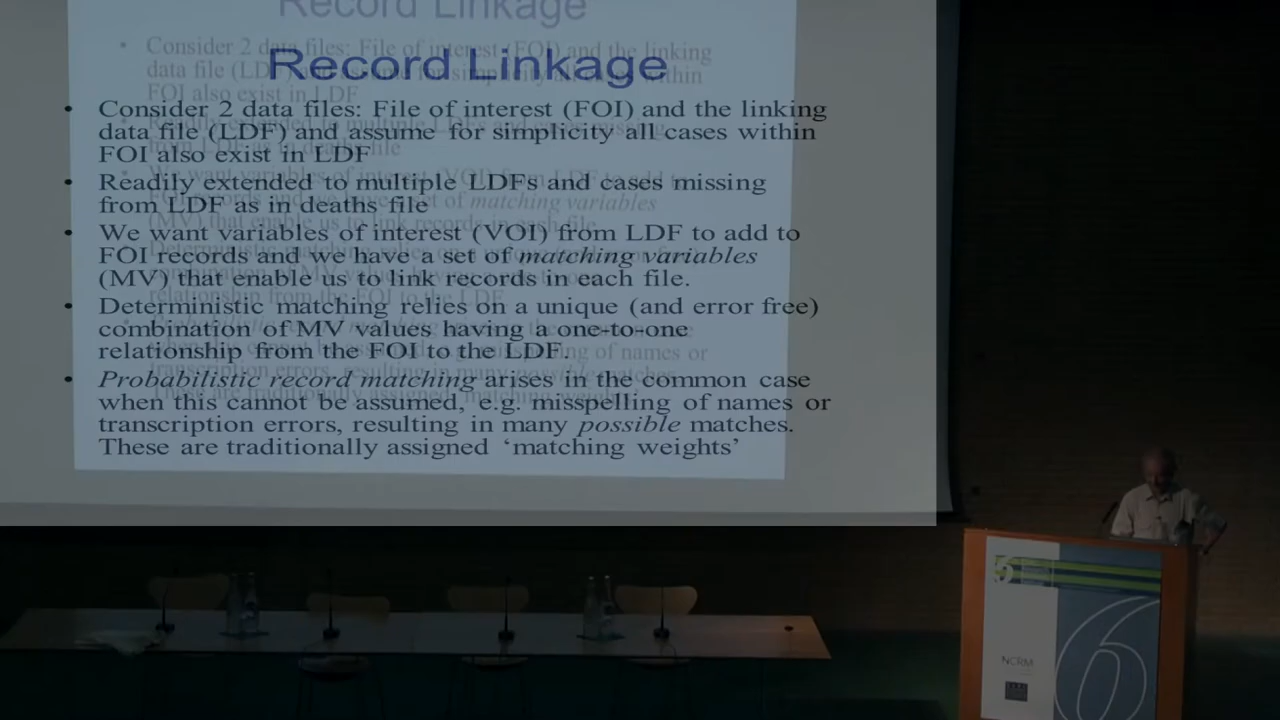 Record Linkage
• Consider 2 data files: File of interest (FOI) and the linking
data file (LDF) and assume for simplicity all cases within
FOI also exist in LDF
• Readily extended to multiple LDFs and cases missing
from LDF as in deaths file
• We want variables of interest (VOI) from LDF to add to
FOI records and we have a set of matching variables
(MV) that enable us to link records in each file.
• Deterministic matching relies on a unique (and error free)
combination of MV values having a one-to-one
relationship from the FOI to the LDF.
• Probabilistic record matching arises in the common case
when this cannot be assumed, e.g. misspelling of names or
transcription errors, resulting in many possible matches.
These are traditionally assigned ‘matching weights’
5
6
NCRM